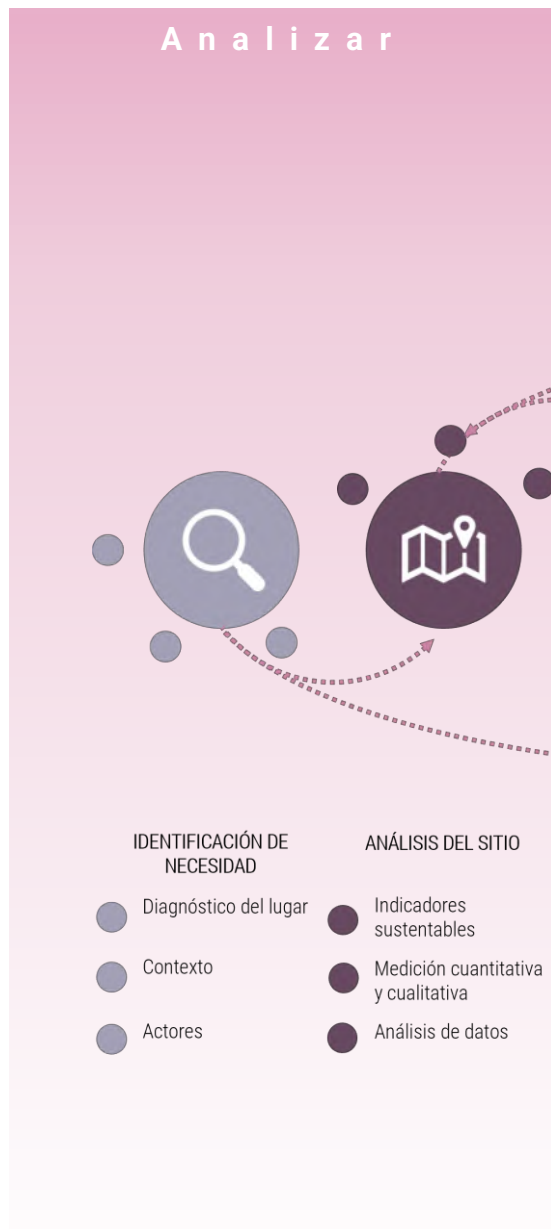 Analizar
IDENTIFICACIÓN DE
NECESIDAD
Diagnóstico del lugar
Contexto
Actores
ANÁLISIS DEL SITIO
Indicadores
sustentables
Medición cuantitativa
y cualitativa
Análisis de datos